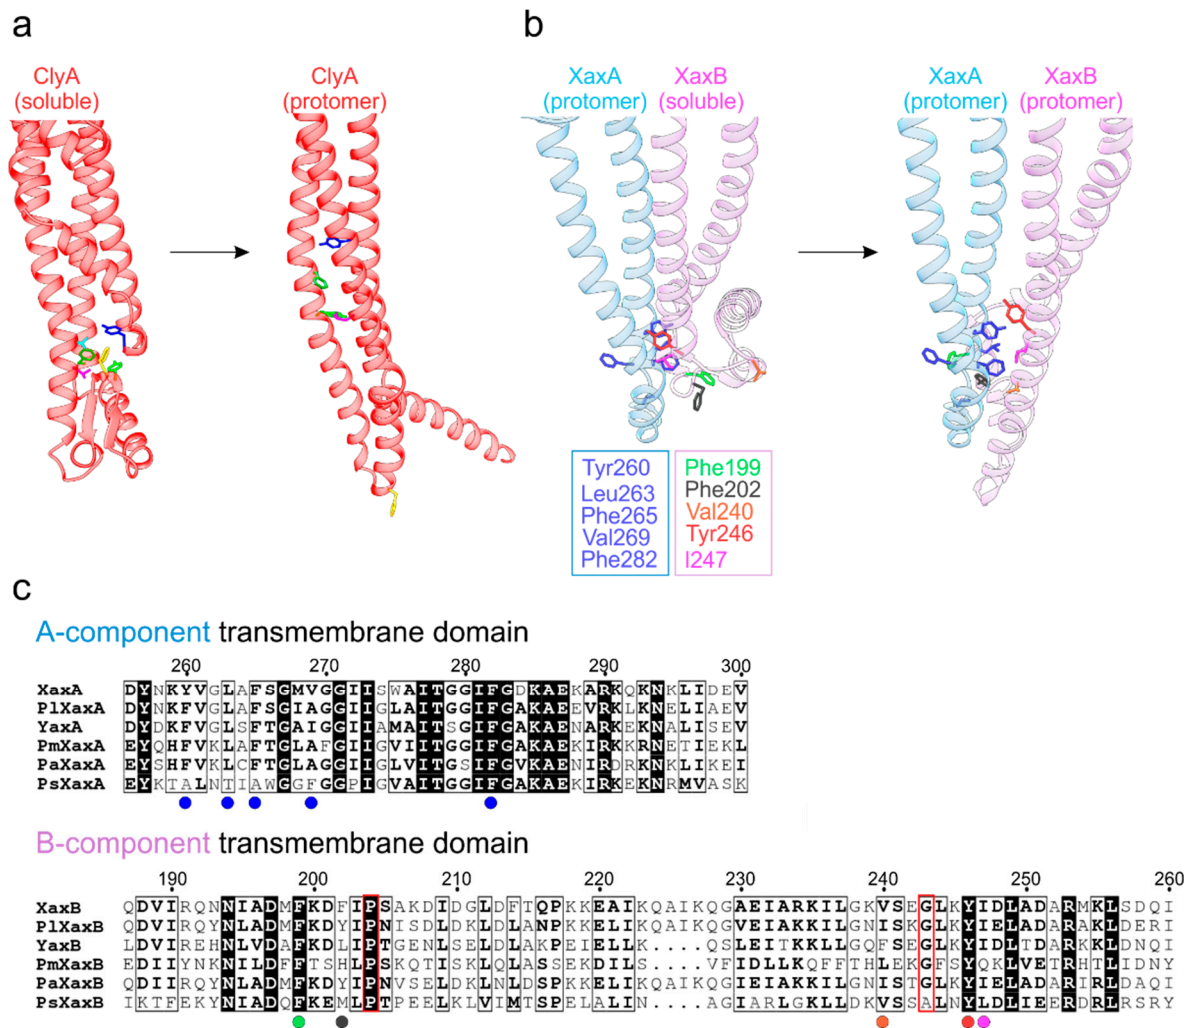 a
b
ClyA
(soluble)
ClyA
(protomer)
XaxA
(protomer)
XaxB
(soluble)
XaxA
(protomer)
XaxB
(protomer)
Tyr260
Leu263
Phe265
Val269
Phe282
Phe199
Phe202
Val240
Tyr246
I247
c
A-component transmembrane domain
260 270 280 290 300
XaxA DYNKYVGLAFSGMVGGIISWAITGGIFGDKAEKARKQKNKLIDEV
PlXaxA DYNKFVGLAFSGIAGGIIGLAITGGIFGAKAEEVRKLKNELIAEV
YaxA DYDKFVGLSFTGAIGGIIAMAITSGIFGAKAENARKEKNALISEKL
PmXaxA EYQHFVKLAFTGLAFGIIGVIITGGIFGAKAEKIRKKRNETIEKL
PaXaxA EYSHFVKLCFTGLAGGIIGLVITGSIFGVKAENIRDRKNKLIKEI
PsXaxA EYKTALNTIAWGGFGGPIGVAITGGIFGAKAEKIRKEKNRMVASK
B-component transmembrane domain
190 200 210 220 230 240 250 260
XaxB QDVIRQNNIADMFKDFIPSAKDIDGLDFTQPKKEAIKQAIKQGAEIARKILGKVSEGLKYIDLADARMKLSDQI
PlXaxB QDVIRQYNLADMFKDYIPNISDLDKLDLANPKKELIKQAIKQGVEIAKKILGNISKGLKYIELADARAKLDERI
YaxB LDVIREHNLVDAFKDLIPTGENLSELDLAKPEIELLK....QSLEITKKLLGQFSEGLKYIDLTDARKKLDNQI
PmXaxB EDIIYKNNILDFFTSHLPSKQTISKLQLASSEKDILS....VFIDLLKQFFTHLEKGFSYQKLVETRHTLIDNY
PaXaxB QDIIRQNNLADMFKDYIPNVSELDKLDLTNPKKELIKQAIKQGVEIAKKILGNISTGLKYIDLADARAKLDERI
PsXaxB IKTFEKYNIADQFKEMLPTPEELKLVIMTSPELALIN....AGIARLGKLLDKVSSALNYLDLIEERDRLRSRY